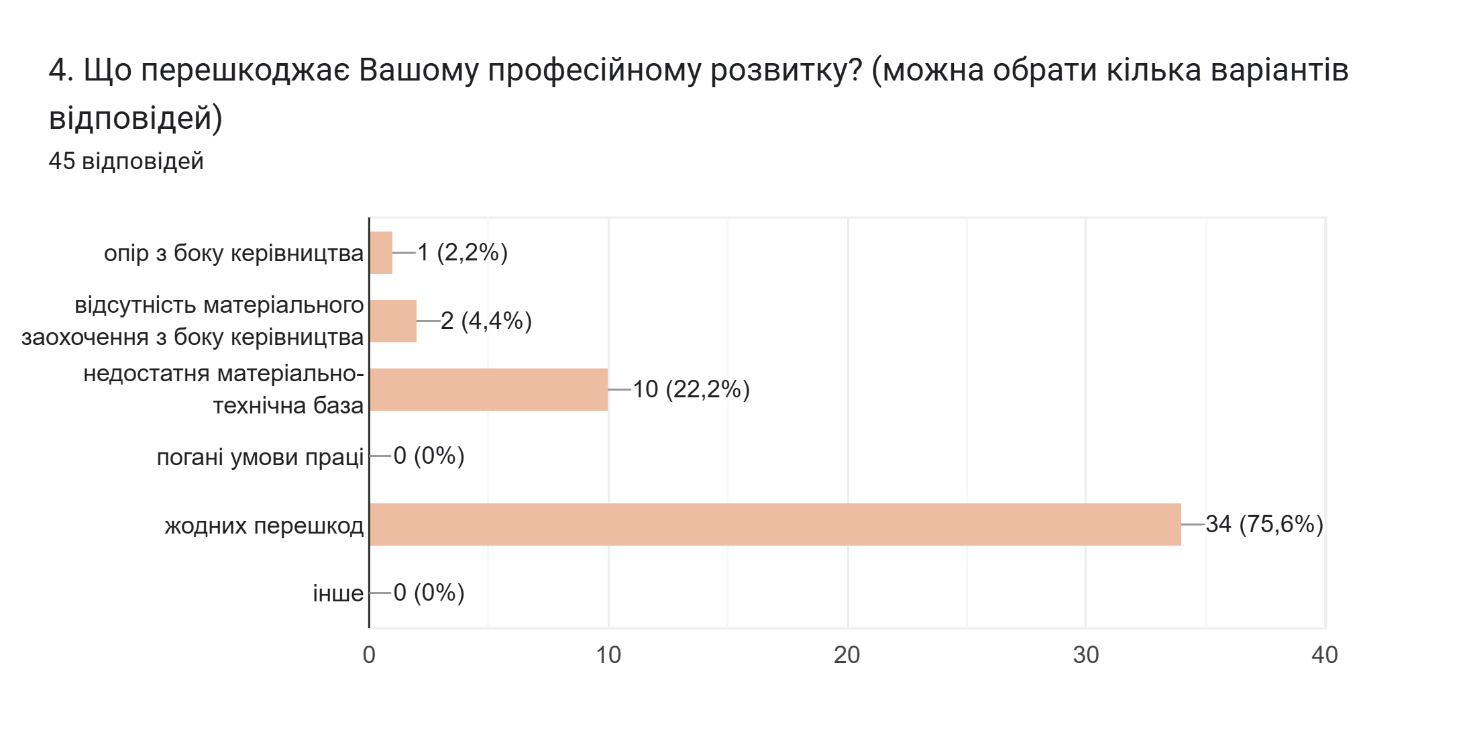 4. Що перешкоджає Вашому професійному розвитку? (можна обрати кілька варіантів
відповідей)
45 відповідей
опір з боку керівництва
1 (2,2%)
відсутність матеріального
заохочення з боку керівництва
2 (4,4%)
недостатня матеріально-
технічна база
10 (22,2%)
погані умови праці
0 (0%)
жодних перешкод
34 (75,6%)
інше
0 (0%)
0 10 20 30 40